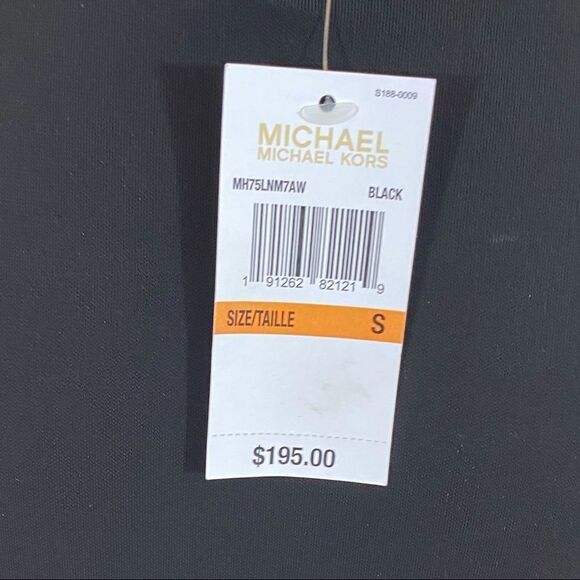 S188-0009
MICHAEL
MICHAEL KORS
MH75LNM7AW BLACK
1 91262 82121 9
SIZE/TAILLE S
$195.00